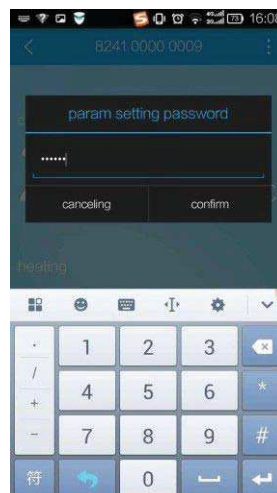 73 16:08
8241 0000 0009
param setting password
••••••
canceling
confirm
heating
1 2 3
/
4 5 6 *
+
- 7 8 9 #
符 0